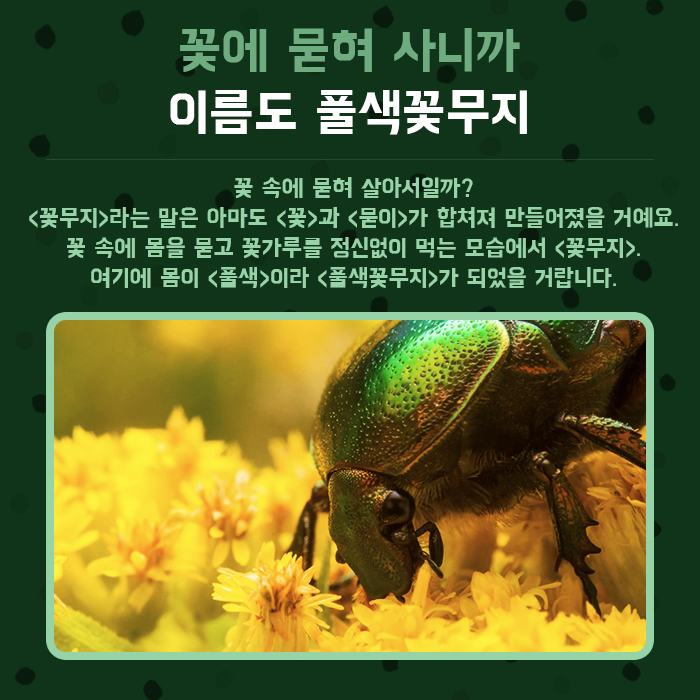 꽃에 묻혀 사니까
이름도 풀색꽃무지
꽃 속에 묻혀 살아서일까?
<꽃무지>라는 말은 아마도 <꽃>과 <묻이>가 합쳐져 만들어졌을 거예요.
꽃 속에 몸을 묻고 꽃가루를 정신없이 먹는 모습에서 <꽃무지>.
여기에 몸이 <풀색>이라 <풀색꽃무지>가 되었을 거랍니다.